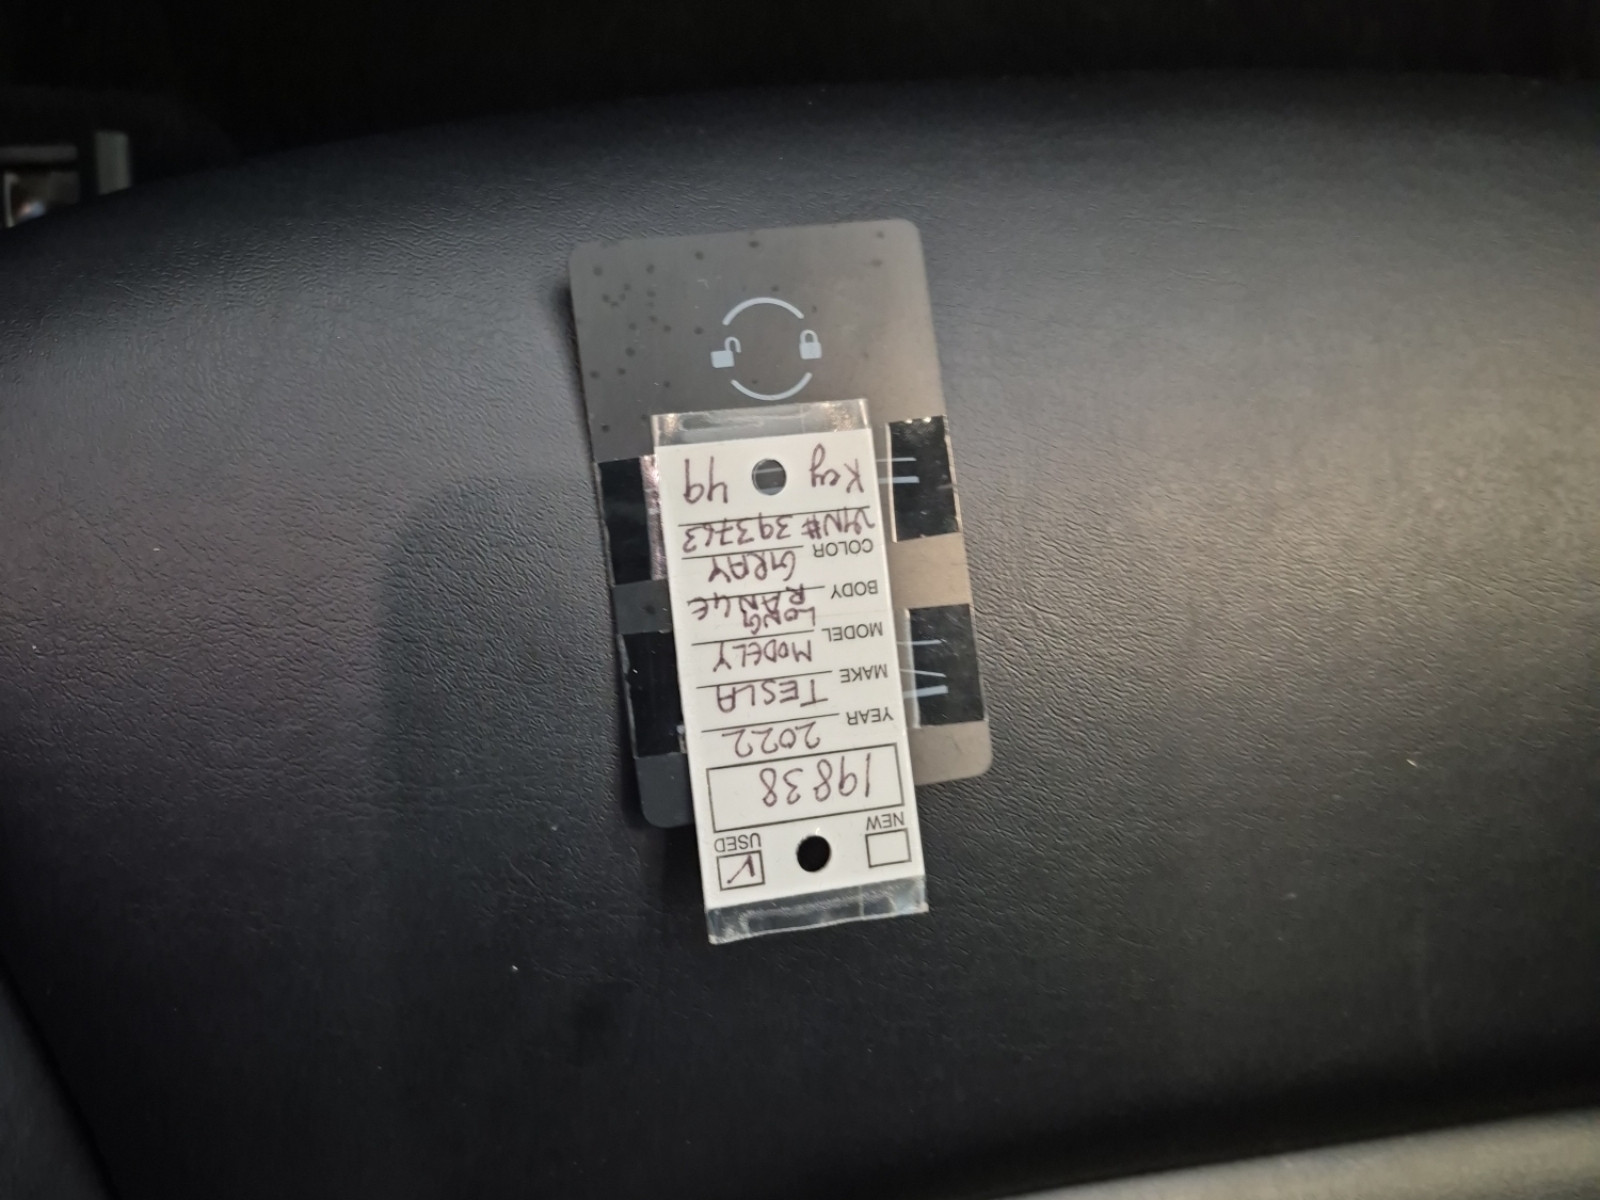 NEW USED ✓
19838
YEAR 2022
MAKE TESLA
MODEL MODEL Y
BODY LONG RANGE
COLOR GRAY
VIN# 393763
Key 49